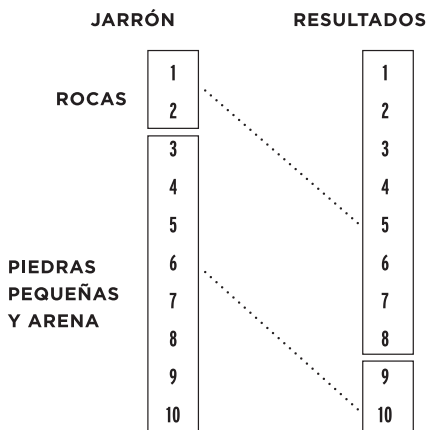 JARRÓN RESULTADOS
1 1
ROCAS
2 2
3 3
4 4
5 5
6 6
PIEDRAS
PEQUEÑAS
Y ARENA
7 7
8 8
9 9
10 10